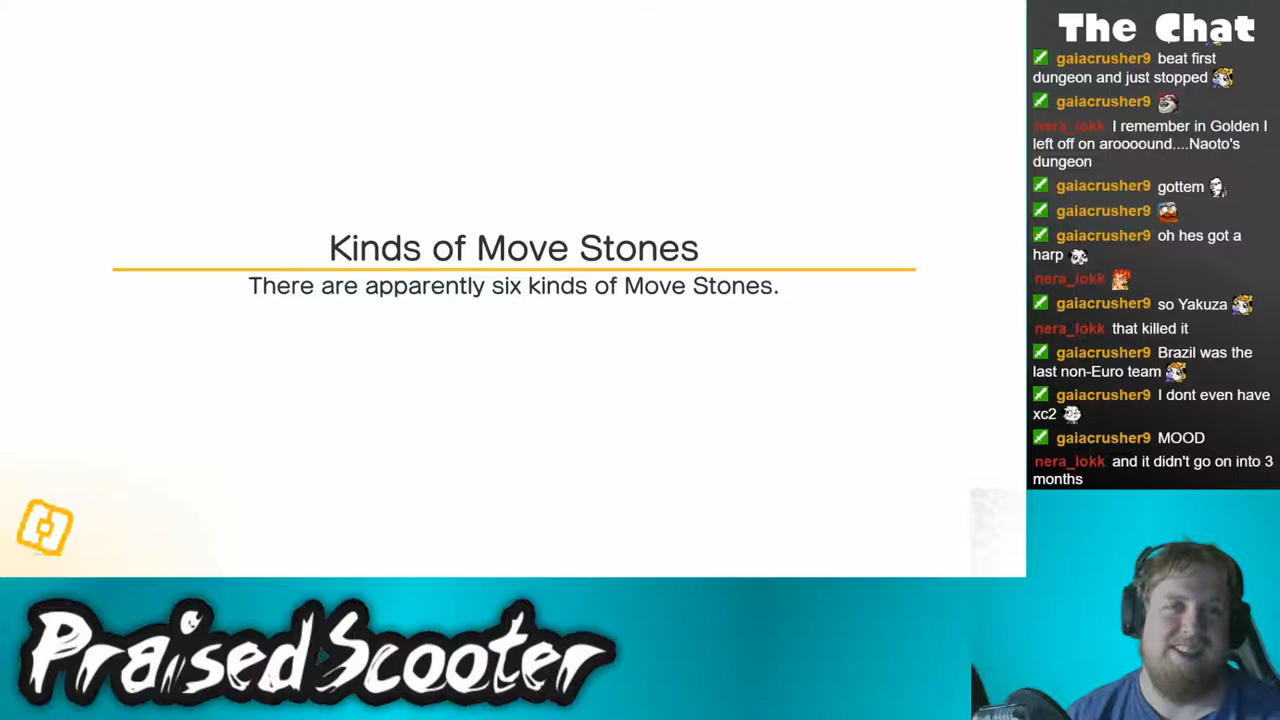 Kinds of Move Stones
There are apparently six kinds of Move Stones.
The Chat
gaiacrusher9 beat first
dungeon and just stopped
gaiacrusher9
nera_lokk I remember in Golden I
left off on aroooound....Naoto's
dungeon
gaiacrusher9 gottem
gaiacrusher9
gaiacrusher9 oh hes got a
harp
nera_lokk
gaiacrusher9 so Yakuza
nera_lokk that killed it
gaiacrusher9 Brazil was the
last non-Euro team
gaiacrusher9 I dont even have
xc2
gaiacrusher9 MOOD
nera_lokk and it didn't go on into 3
months
PraisedScooter